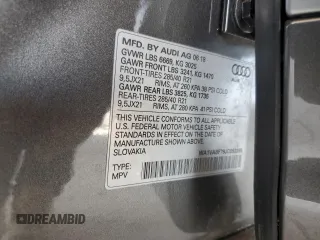 MFD. BY AUDI AG 06 19
GVWR LBS 6669, KG 3025
GAWR FRONT LBS 3241, KG 1470
FRONT-TIRES 285/40 R21
9,5JX21 RIMS, AT 260 KPA 38 PSI COLD
GAWR REAR LBS 3825, KG 1735
REAR-TIRES 285/40 R21
9,5JX21 RIMS, AT 280 KPA 41 PSI COLD
THIS VEHICLE CONFORMS TO ALL APPLICABLE
U.S. FEDERAL MOTOR VEHICLE SAFETY
STANDARDS IN EFFECT ON THE DATE OF
MANUFACTURE SHOWN ABOVE.
SLOVAKIA
TYPE:
MPV
Audi
DREAMBID